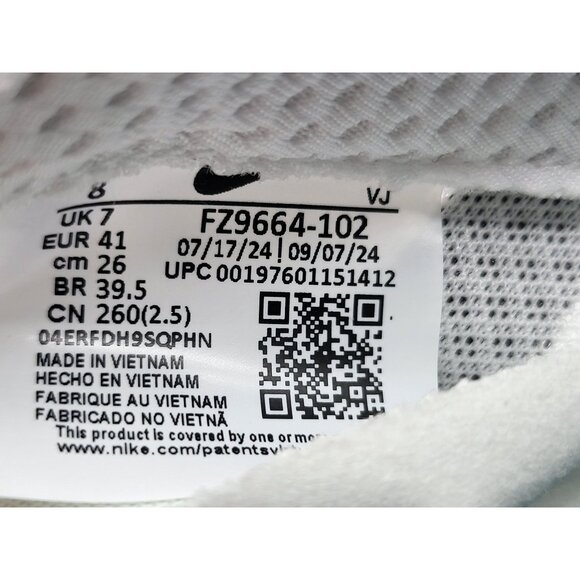 8 VJ
UK 7 FZ9664-102
EUR 41 07/17/24 | 09/07/24
cm 26 UPC 00197601151412
BR 39.5
CN 260(2.5)
04ERFDH9SQPHN
MADE IN VIETNAM
HECHO EN VIETNAM
FABRIQUE AU VIETNAM
FABRICADO NO VIETNÃ
This product is covered by one or mor
www.nike.com/patents